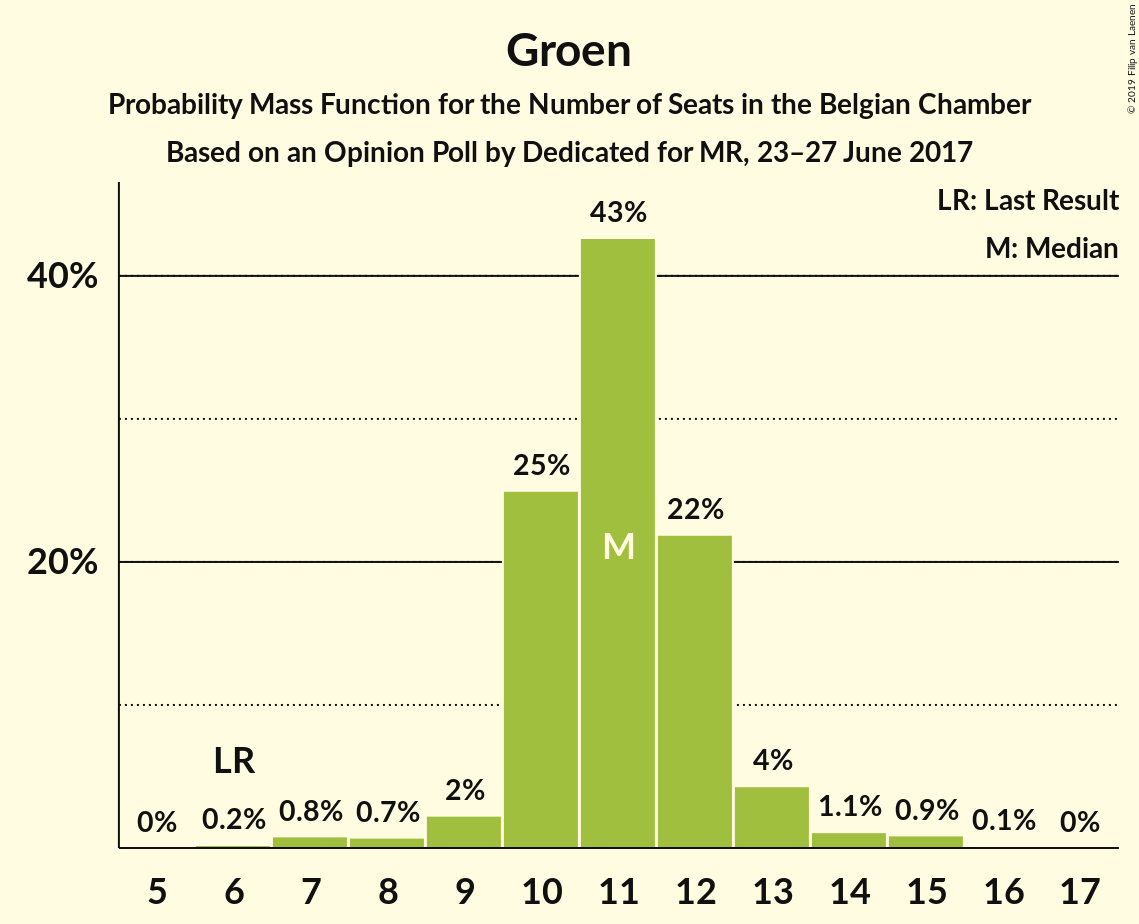 Groen
Probability Mass Function for the Number of Seats in the Belgian Chamber
Based on an Opinion Poll by Dedicated for MR, 23–27 June 2017
© 2019 Filip van Laenen
LR: Last Result
M: Median
40%
20%
0%
0.2%
0.8%
0.7%
2%
25%
43%
22%
4%
1.1%
0.9%
0.1%
0%
LR
M
5 6 7 8 9 10 11 12 13 14 15 16 17